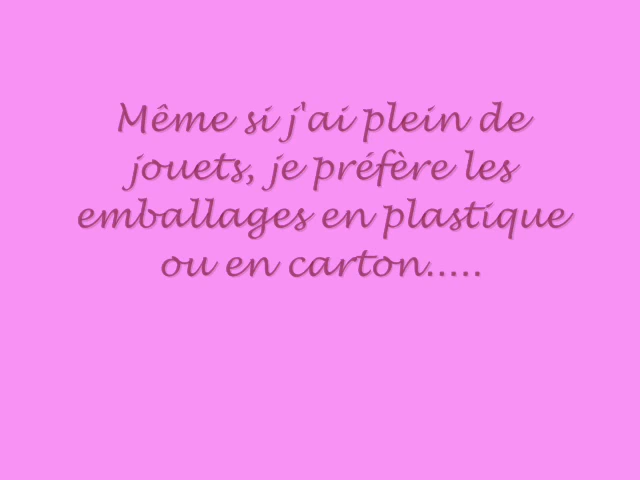 Même si j'ai plein de
jouets, je préfère les
emballages en plastique
ou en carton.....